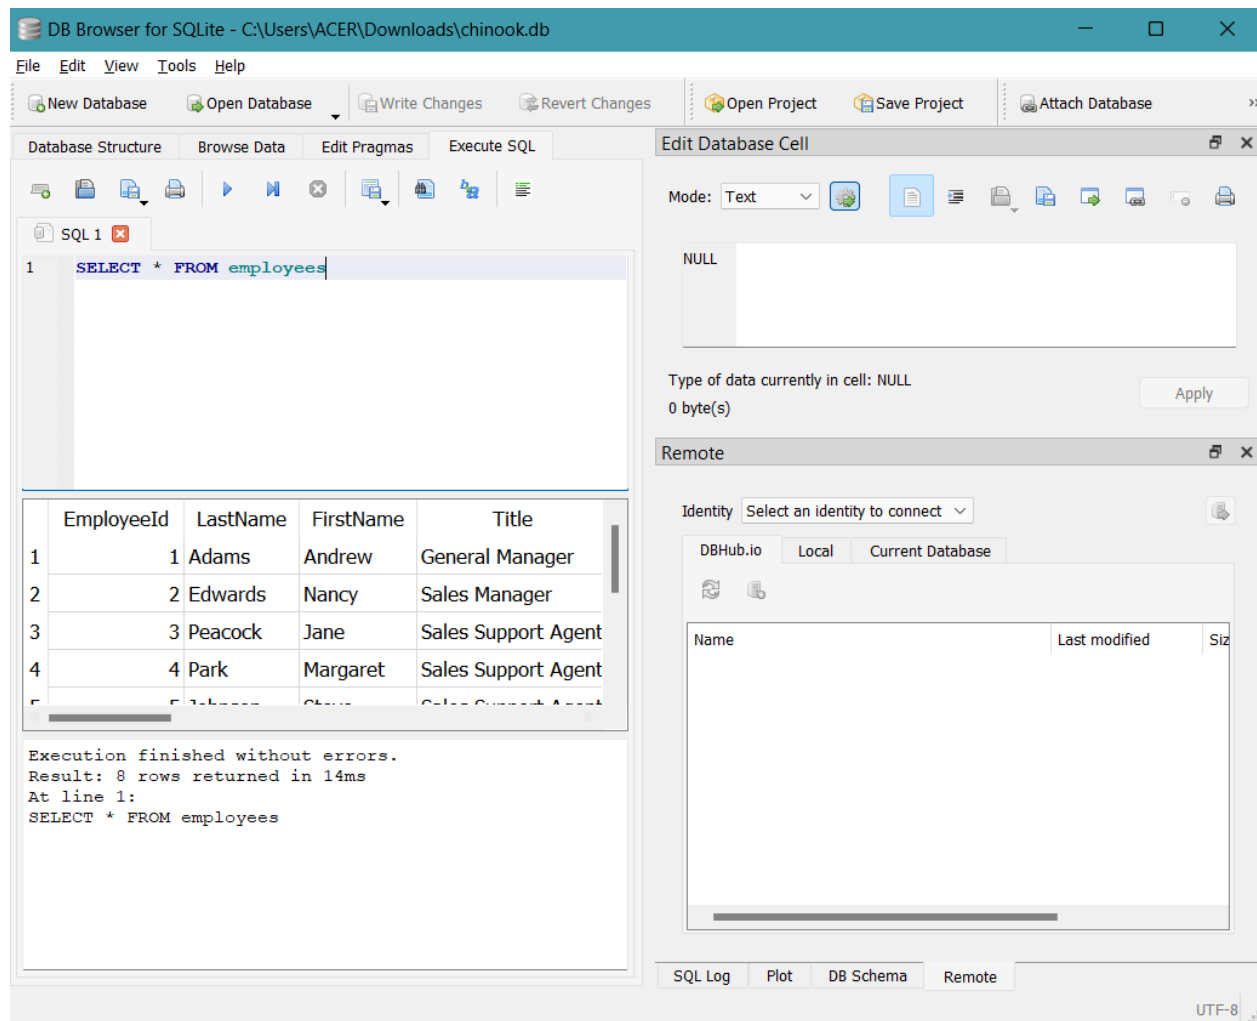 DB Browser for SQLite - C:\Users\ACER\Downloads\chinook.db
File Edit View Tools Help
New Database Open Database Write Changes Revert Changes Open Project Save Project Attach Database
Database Structure Browse Data Edit Pragmas Execute SQL
SQL 1
1 SELECT * FROM employees
EmployeeId LastName FirstName Title
1 1 Adams Andrew General Manager
2 2 Edwards Nancy Sales Manager
3 3 Peacock Jane Sales Support Agent
4 4 Park Margaret Sales Support Agent
Execution finished without errors.
Result: 8 rows returned in 14ms
At line 1:
SELECT * FROM employees
Edit Database Cell
Mode: Text
NULL
Type of data currently in cell: NULL
0 byte(s)
Apply
Remote
Identity Select an identity to connect
DBHub.io Local Current Database
Name Last modified Siz
SQL Log Plot DB Schema Remote
UTF-8